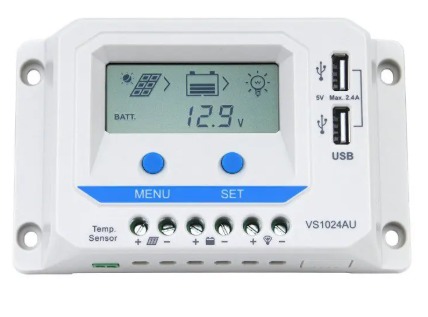 BATT. 12.9 V
5V Max. 2.4A
USB
MENU SET
Temp.
Sensor
VS1024AU
+ − + − + −